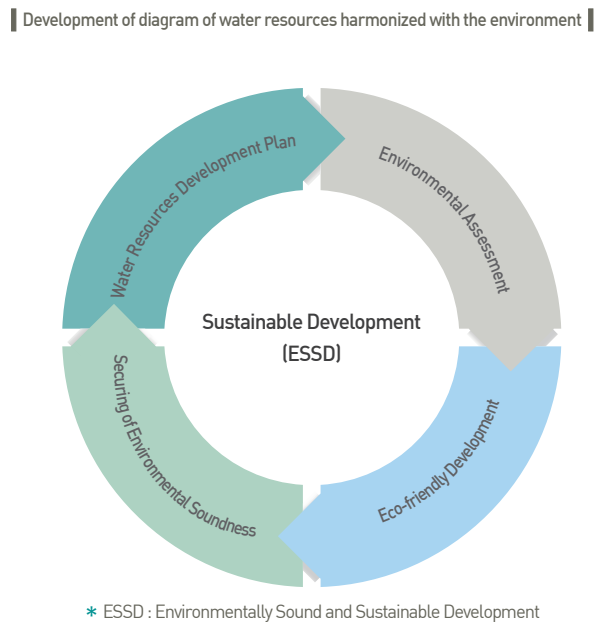 Development of diagram of water resources harmonized with the environment
Water Resources Development Plan
Environmental Assessment
Sustainable Development
(ESSD)
Securing of Environmental Soundness
Eco-friendly Development
* ESSD : Environmentally Sound and Sustainable Development